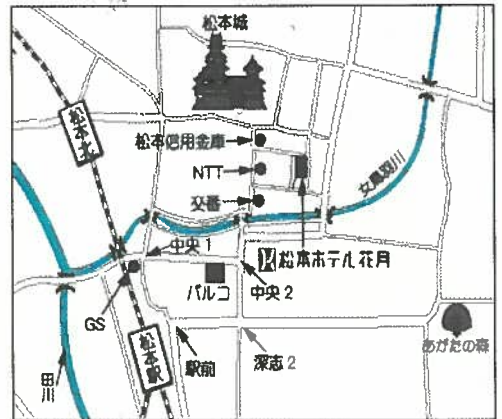 松本城
松本北
松本信用金庫
NTT
交番
女鳥羽川
中央1
松本ホテル花月
パルコ
中央2
GS
松本駅
駅前
深志2
あがたの森
田川